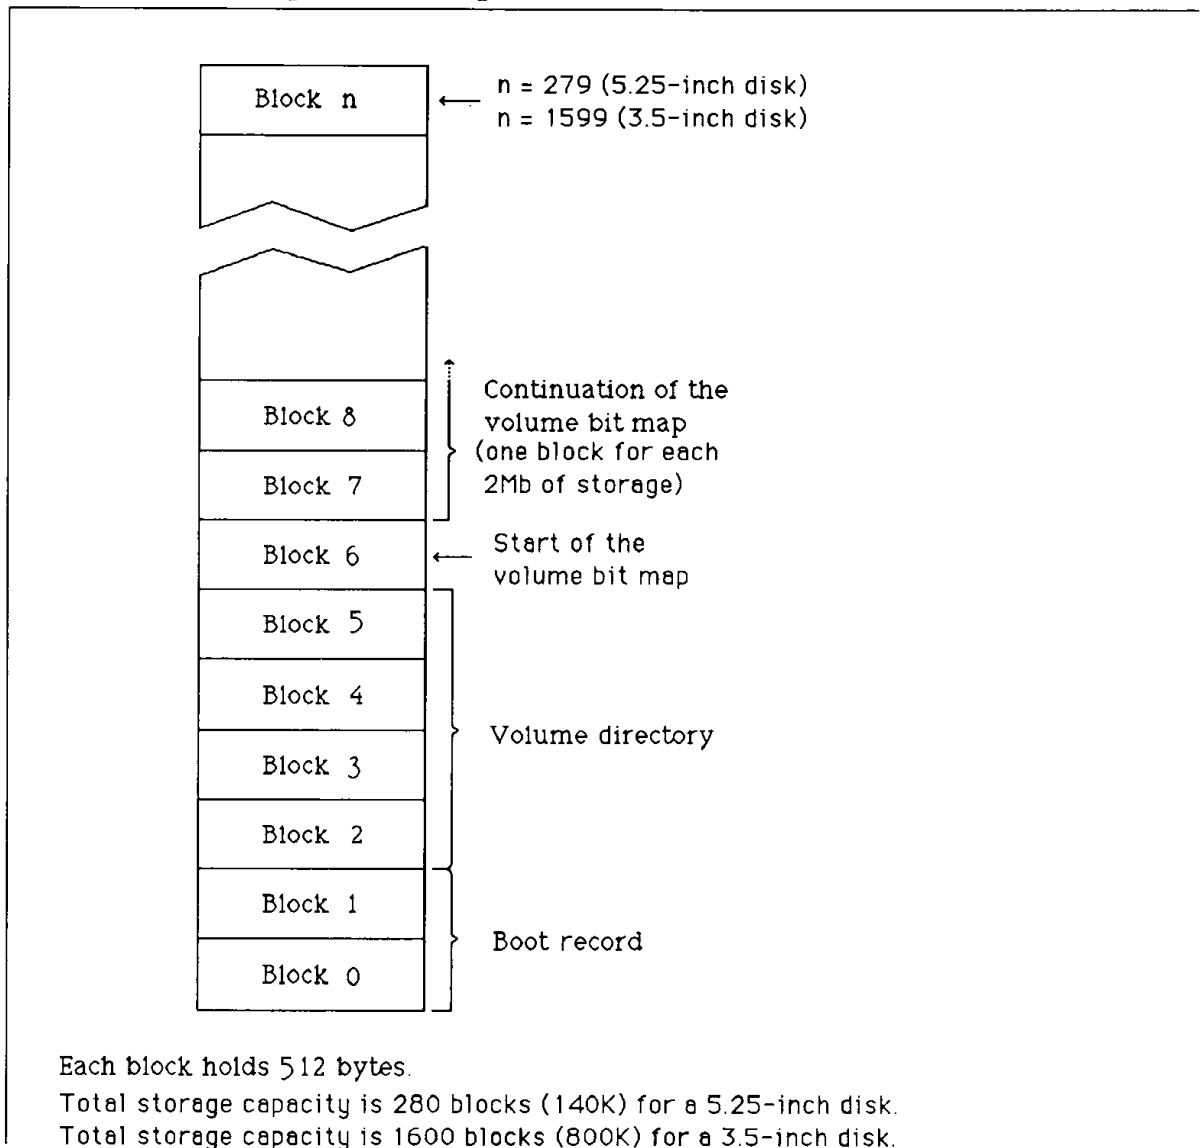 Block n
n = 279 (5.25-inch disk)
n = 1599 (3.5-inch disk)
Block 8
Block 7
Continuation of the
volume bit map
(one block for each
2Mb of storage)
Block 6
Start of the
volume bit map
Block 5
Block 4
Block 3
Block 2
Volume directory
Block 1
Block 0
Boot record
Each block holds 512 bytes.
Total storage capacity is 280 blocks (140K) for a 5.25-inch disk.
Total storage capacity is 1600 blocks (800K) for a 3.5-inch disk.